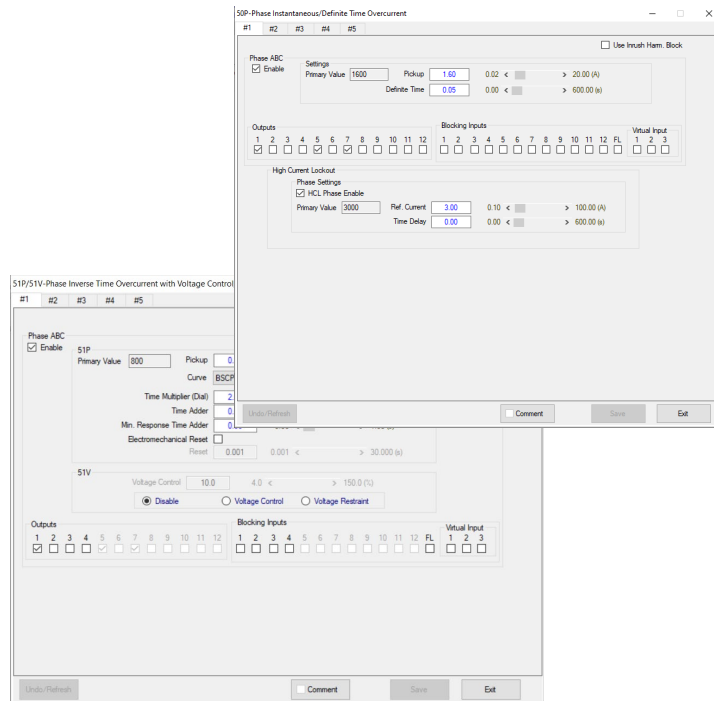 50P-Phase Instantaneous/Definite Time Overcurrent
#1 #2 #3 #4 #5
Use Inrush Harm. Block
Phase ABC
Enable
Settings
Primary Value 1600 Pickup 1.60 0.02 < > 20.00 (A)
Definite Time 0.05 0.00 < > 600.00 (s)
Outputs
1 2 3 4 5 6 7 8 9 10 11 12
Blocking Inputs
1 2 3 4 5 6 7 8 9 10 11 12 FL
Virtual Input
1 2 3
High Current Lockout
Phase Settings
HCL Phase Enable
Primary Value 3000 Ref. Current 3.00 0.10 < > 100.00 (A)
Time Delay 0.00 0.00 < > 600.00 (s)
Undo/Refresh Comment Save Exit
51P/51V-Phase Inverse Time Overcurrent with Voltage Control
#1 #2 #3 #4 #5
Phase ABC
Enable
51P
Primary Value 800 Pickup 0.
Curve BSCP
Time Multiplier (Dial) 2.
Time Adder 0.
Min. Response Time Adder
Electromechanical Reset
Reset 0.001 0.001 < > 30.000 (s)
51V
Voltage Control 10.0 4.0 < > 150.0 (%)
Disable Voltage Control Voltage Restraint
Outputs
1 2 3 4 5 6 7 8 9 10 11 12
Blocking Inputs
1 2 3 4 5 6 7 8 9 10 11 12 FL
Virtual Input
1 2 3
Undo/Refresh Comment Save Exit